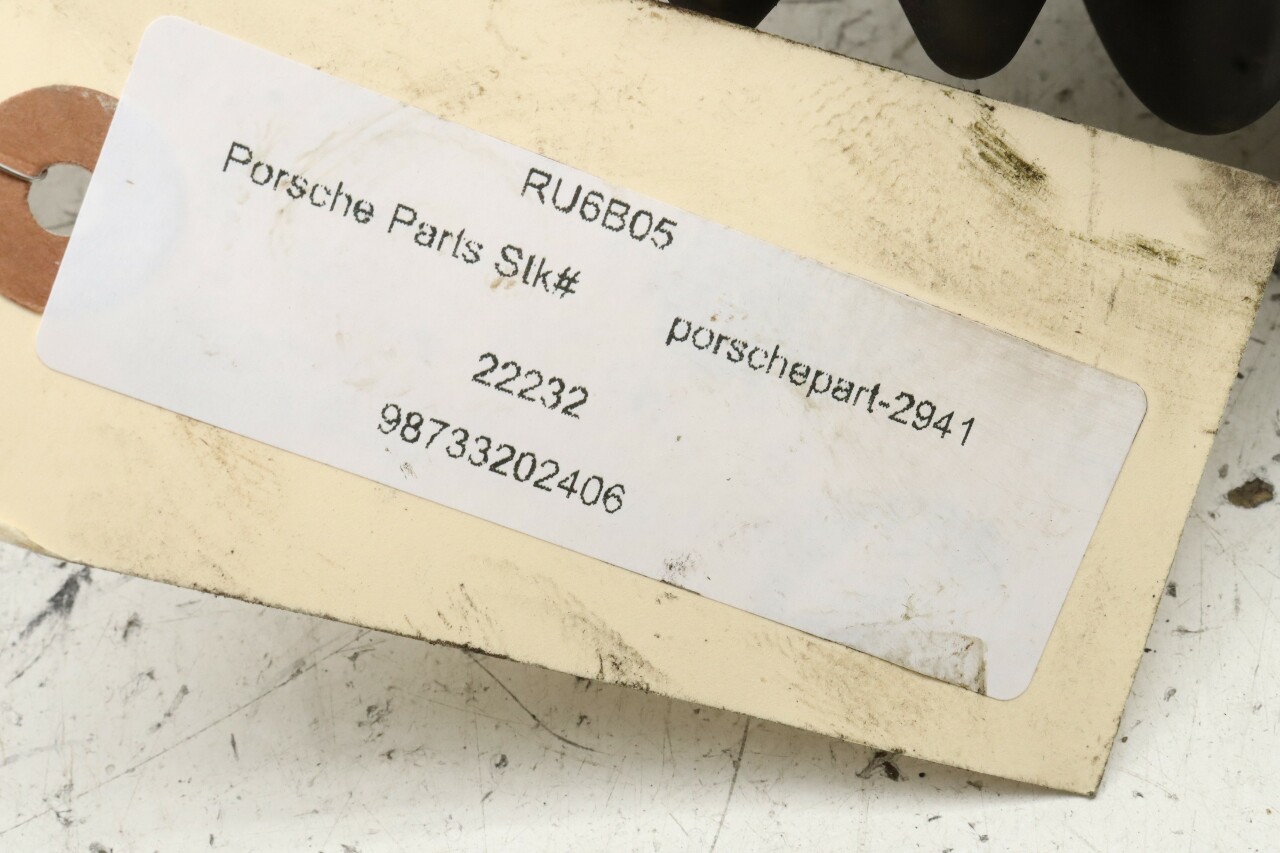 RU6B05
Porsche Parts Stk#
porschepart-2941
22232
98733202406